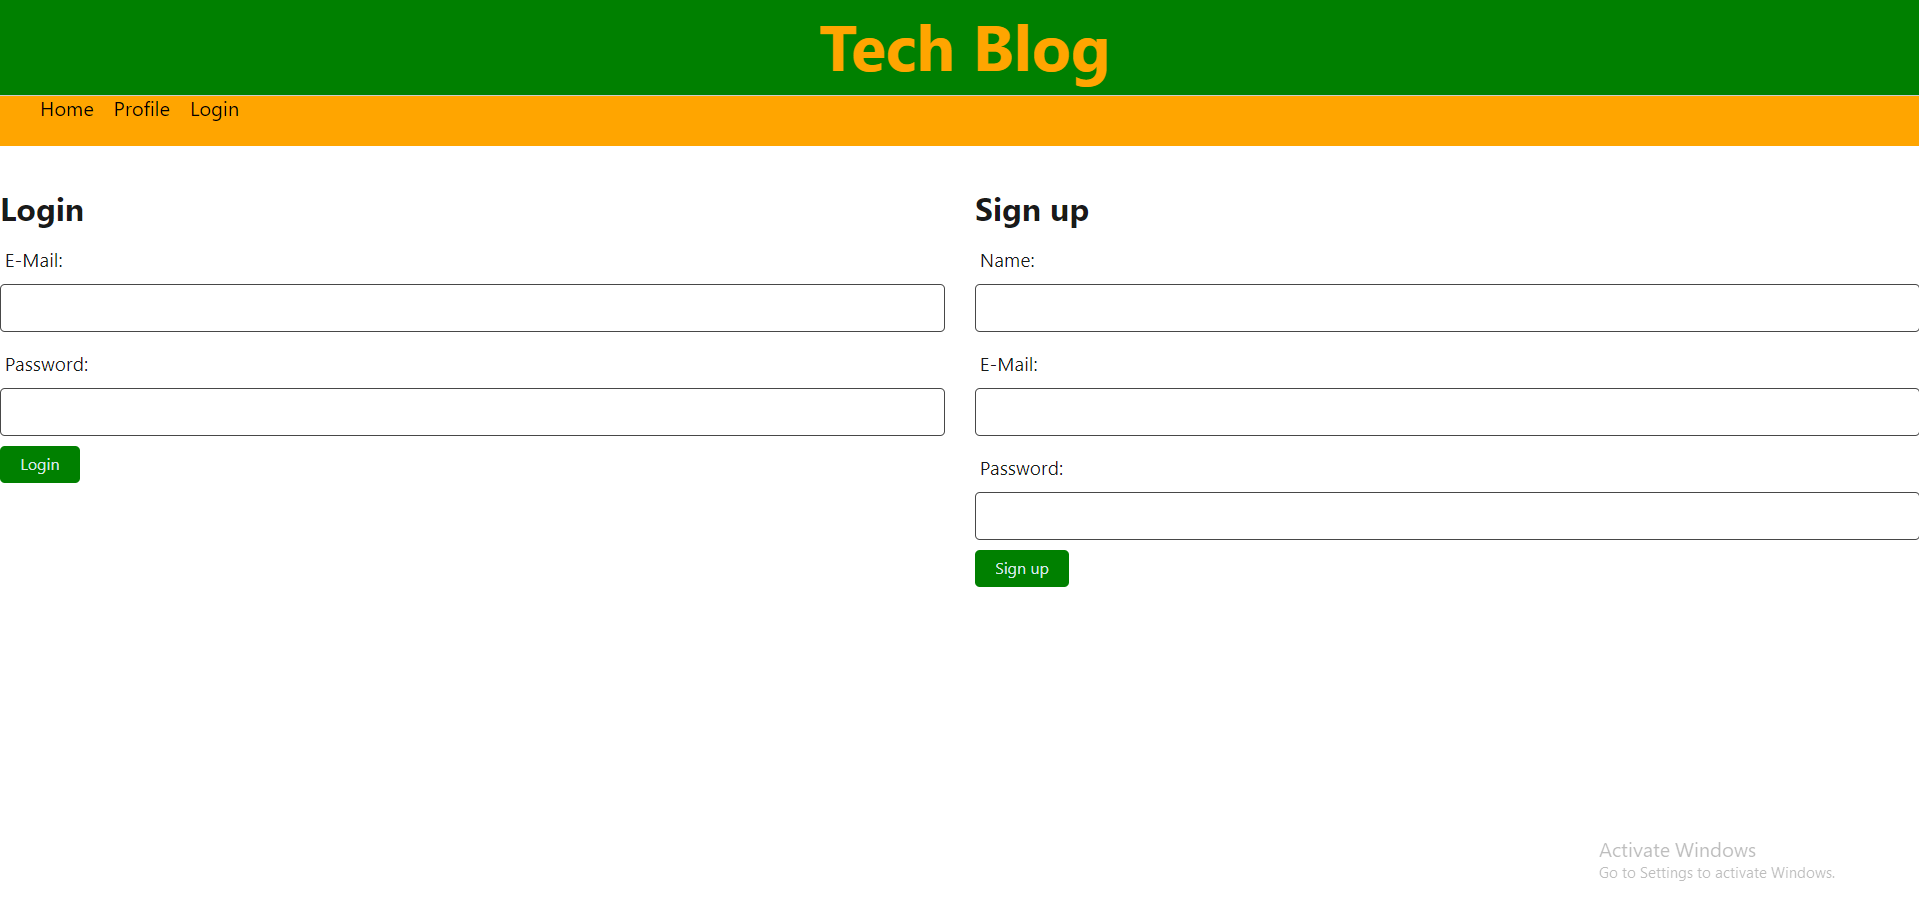 Tech Blog
Home Profile Login
Login
E-Mail:
Password:
Login
Sign up
Name:
E-Mail:
Password:
Sign up
Activate Windows
Go to Settings to activate Windows.